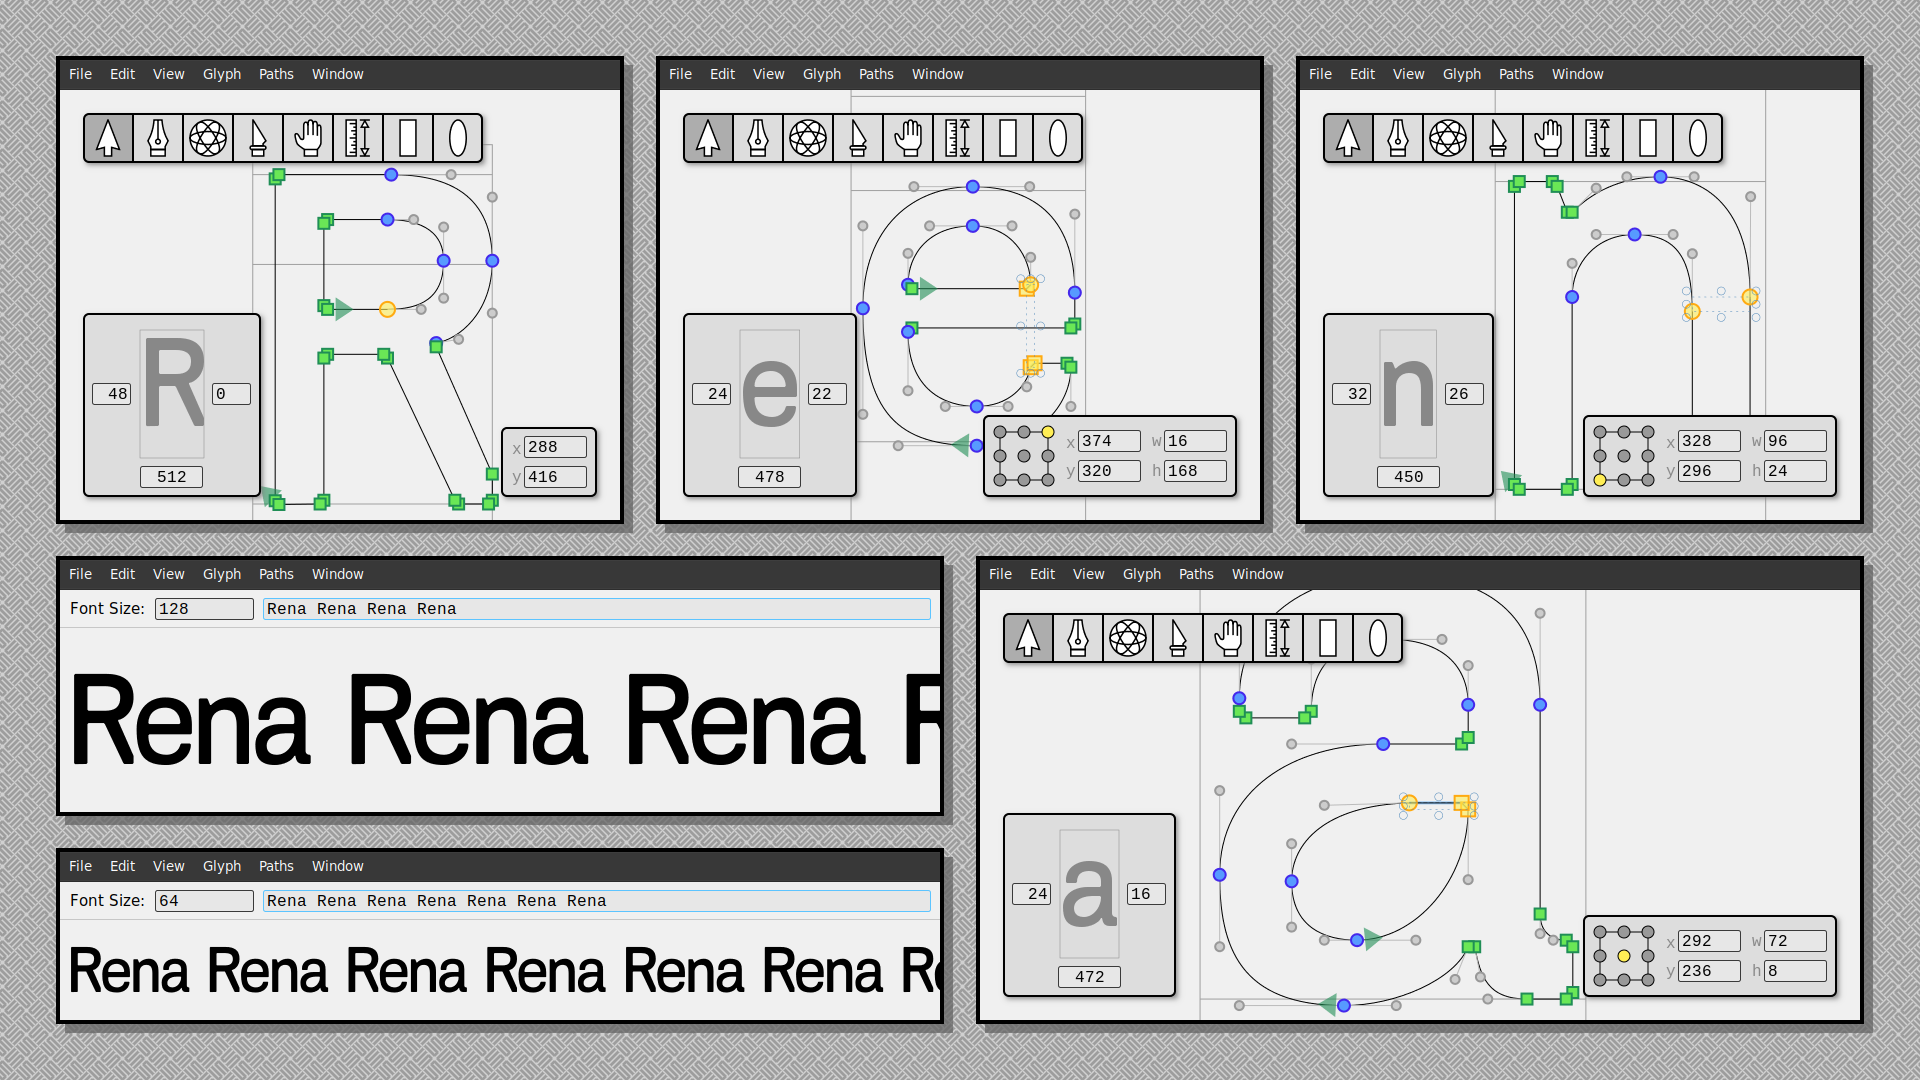 File Edit View Glyph Paths Window
R
48 0
512
x 288
y 416
File Edit View Glyph Paths Window
e
24 22
478
x 374 w 16
y 320 h 168
File Edit View Glyph Paths Window
n
32 26
450
x 328 w 96
y 296 h 24
File Edit View Glyph Paths Window
Font Size: 128 Rena Rena Rena Rena
Rena Rena Rena R
File Edit View Glyph Paths Window
Font Size: 64 Rena Rena Rena Rena Rena Rena Rena
Rena Rena Rena Rena Rena Rena Re
File Edit View Glyph Paths Window
a
24 16
472
x 292 w 72
y 236 h 8